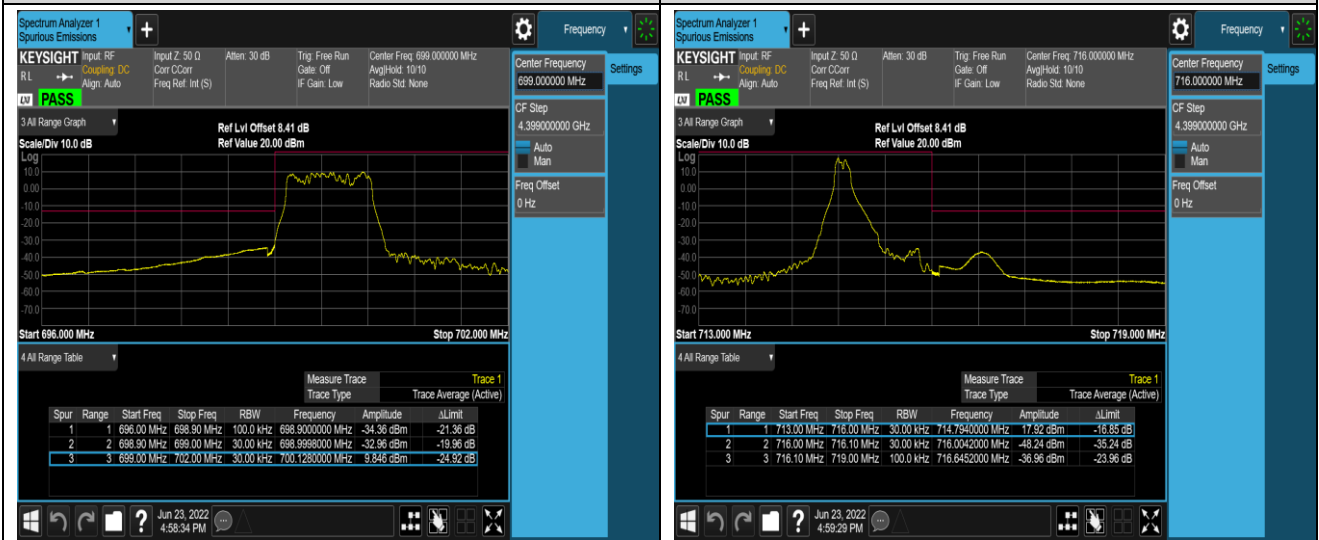 Spectrum Analyzer 1
Spurious Emissions
+
Frequency
KEYSIGHT
RL
Input: RF
Coupling: DC
Align: Auto
Input Z: 50 Ω
Corr CCorr
Freq Ref: Int (S)
Atten: 30 dB
Trig: Free Run
Gate: Off
IF Gain: Low
Center Freq: 699.000000 MHz
Avg|Hold: 10/10
Radio Std: None
LXI PASS
Center Frequency
699.000000 MHz
Settings
CF Step
4.399000000 GHz
Auto
Man
Freq Offset
0 Hz
3 All Range Graph
Ref Lvl Offset 8.41 dB
Scale/Div 10.0 dB
Ref Value 20.00 dBm
Log
10.0
0.00
-10.0
-20.0
-30.0
-40.0
-50.0
-60.0
-70.0
Start 696.000 MHz
Stop 702.000 MHz
4 All Range Table
Measure Trace Trace 1
Trace Type Trace Average (Active)
Spur Range Start Freq Stop Freq RBW Frequency Amplitude ΔLimit
1 1 696.00 MHz 698.90 MHz 100.0 kHz 698.9000000 MHz -34.36 dBm -21.36 dB
2 2 698.90 MHz 699.00 MHz 30.00 kHz 698.9998000 MHz -32.96 dBm -19.96 dB
3 3 699.00 MHz 702.00 MHz 30.00 kHz 700.1280000 MHz 9.846 dBm -24.92 dB
?
Jun 23, 2022
4:58:34 PM
Spectrum Analyzer 1
Spurious Emissions
+
Frequency
KEYSIGHT
RL
Input: RF
Coupling: DC
Align: Auto
Input Z: 50 Ω
Corr CCorr
Freq Ref: Int (S)
Atten: 30 dB
Trig: Free Run
Gate: Off
IF Gain: Low
Center Freq: 716.000000 MHz
Avg|Hold: 10/10
Radio Std: None
LXI PASS
Center Frequency
716.000000 MHz
Settings
CF Step
4.399000000 GHz
Auto
Man
Freq Offset
0 Hz
3 All Range Graph
Ref Lvl Offset 8.41 dB
Scale/Div 10.0 dB
Ref Value 20.00 dBm
Log
10.0
0.00
-10.0
-20.0
-30.0
-40.0
-50.0
-60.0
-70.0
Start 713.000 MHz
Stop 719.000 MHz
4 All Range Table
Measure Trace Trace 1
Trace Type Trace Average (Active)
Spur Range Start Freq Stop Freq RBW Frequency Amplitude ΔLimit
1 1 713.00 MHz 716.00 MHz 30.00 kHz 714.7940000 MHz 17.92 dBm -16.85 dB
2 2 716.00 MHz 716.10 MHz 30.00 kHz 716.0042000 MHz -48.24 dBm -35.24 dB
3 3 716.10 MHz 719.00 MHz 100.0 kHz 716.6452000 MHz -36.96 dBm -23.96 dB
?
Jun 23, 2022
4:59:29 PM